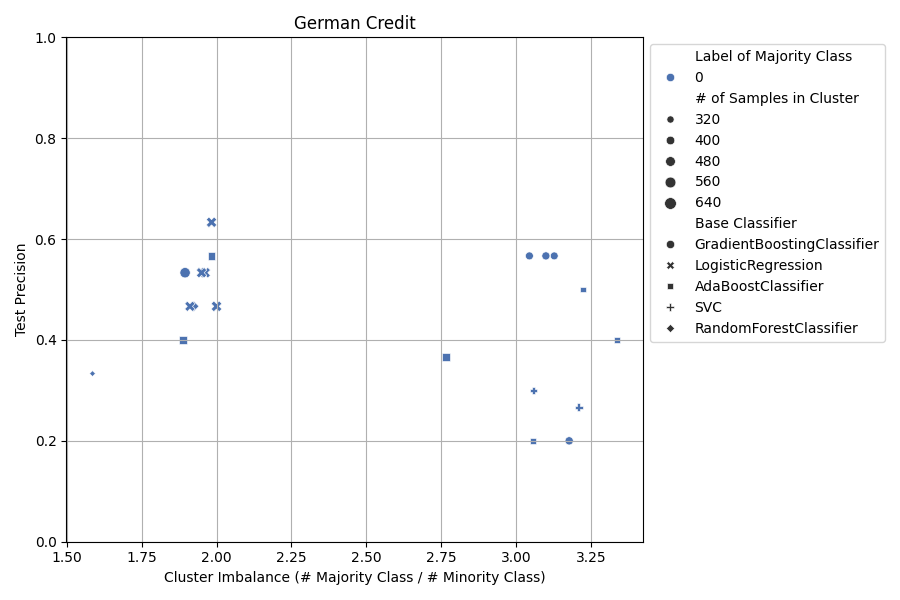 German Credit
1.0
0.8
0.6
0.4
0.2
0.0
Test Precision
1.50 1.75 2.00 2.25 2.50 2.75 3.00 3.25
Cluster Imbalance (# Majority Class / # Minority Class)
Label of Majority Class
0
# of Samples in Cluster
320
400
480
560
640
Base Classifier
GradientBoostingClassifier
LogisticRegression
AdaBoostClassifier
SVC
RandomForestClassifier